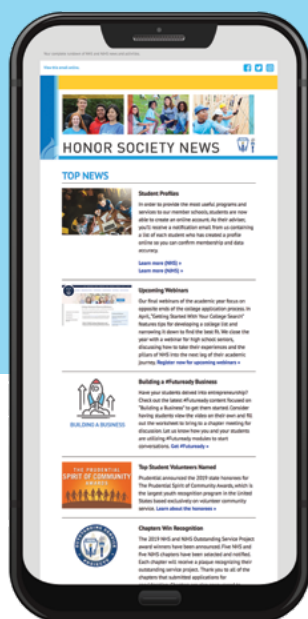 View this email online.
HONOR SOCIETY NEWS
TOP NEWS
Student Profiles
In order to provide the most useful programs and
services to our member schools, students are now
able to create an online account. As their adviser,
you'll receive a notification email from us containing
a list of each student who has created a profile
online so you can confirm membership and data
accuracy.
Learn more (NHS) »
Learn more (NJHS) »
Upcoming Webinars
Our final webinars of the academic year focus on
opposite ends of the college application process. In
April, "Getting Started With Your College Search"
features tips for developing a college list and
narrowing it down to find the best fit. We close the
year with a webinar for high school seniors,
discussing how to take their experiences and the
pillars of NHS into the next leg of their academic
journey. Register now for upcoming webinars »
BUILDING A BUSINESS
Building a #Futuready Business
Have your students delved into entrepreneurship?
Check out the latest #Futuready content focused on
"Building a Business" to get them started. Consider
having students view the video on their own and fill
out the worksheet to bring to a chapter meeting for
discussion. Let us know how you and your students
are utilizing #Futuready modules to start
conversations. Get #Futuready »
THE PRUDENTIAL
SPIRIT OF COMMUNITY
AWARDS
Top Student Volunteers Named
Prudential announced the 2019 state honorees for
The Prudential Spirit of Community Awards, which is
the largest youth recognition program in the United
States based exclusively on volunteer community
service. Learn about the honorees »
Chapters Win Recognition
The 2019 NHS and NJHS Outstanding Service Project
award winners have been announced. Five NHS and
five NJHS chapters have been selected and notified.
Each chapter will receive a plaque recognizing their
outstanding service project. Thank you to all of the
chapters that submitted applications for